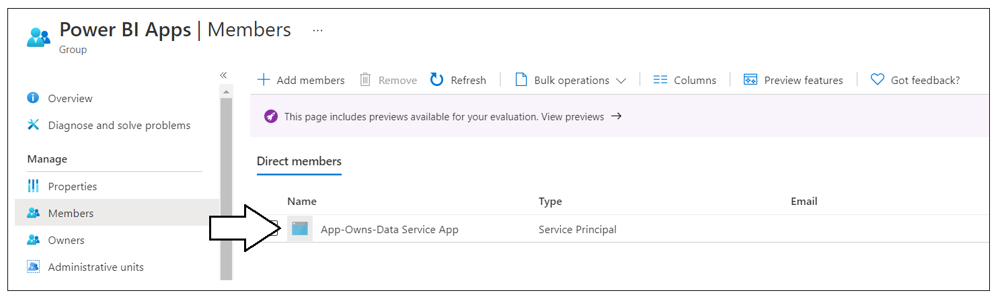 Power BI Apps | Members ...
Group
Overview
Diagnose and solve problems
Manage
Properties
Members
Owners
Administrative units
Add members Remove Refresh Bulk operations Columns Preview features Got feedback?
This page includes previews available for your evaluation. View previews →
Direct members
Name Type Email
App-Owns-Data Service App Service Principal